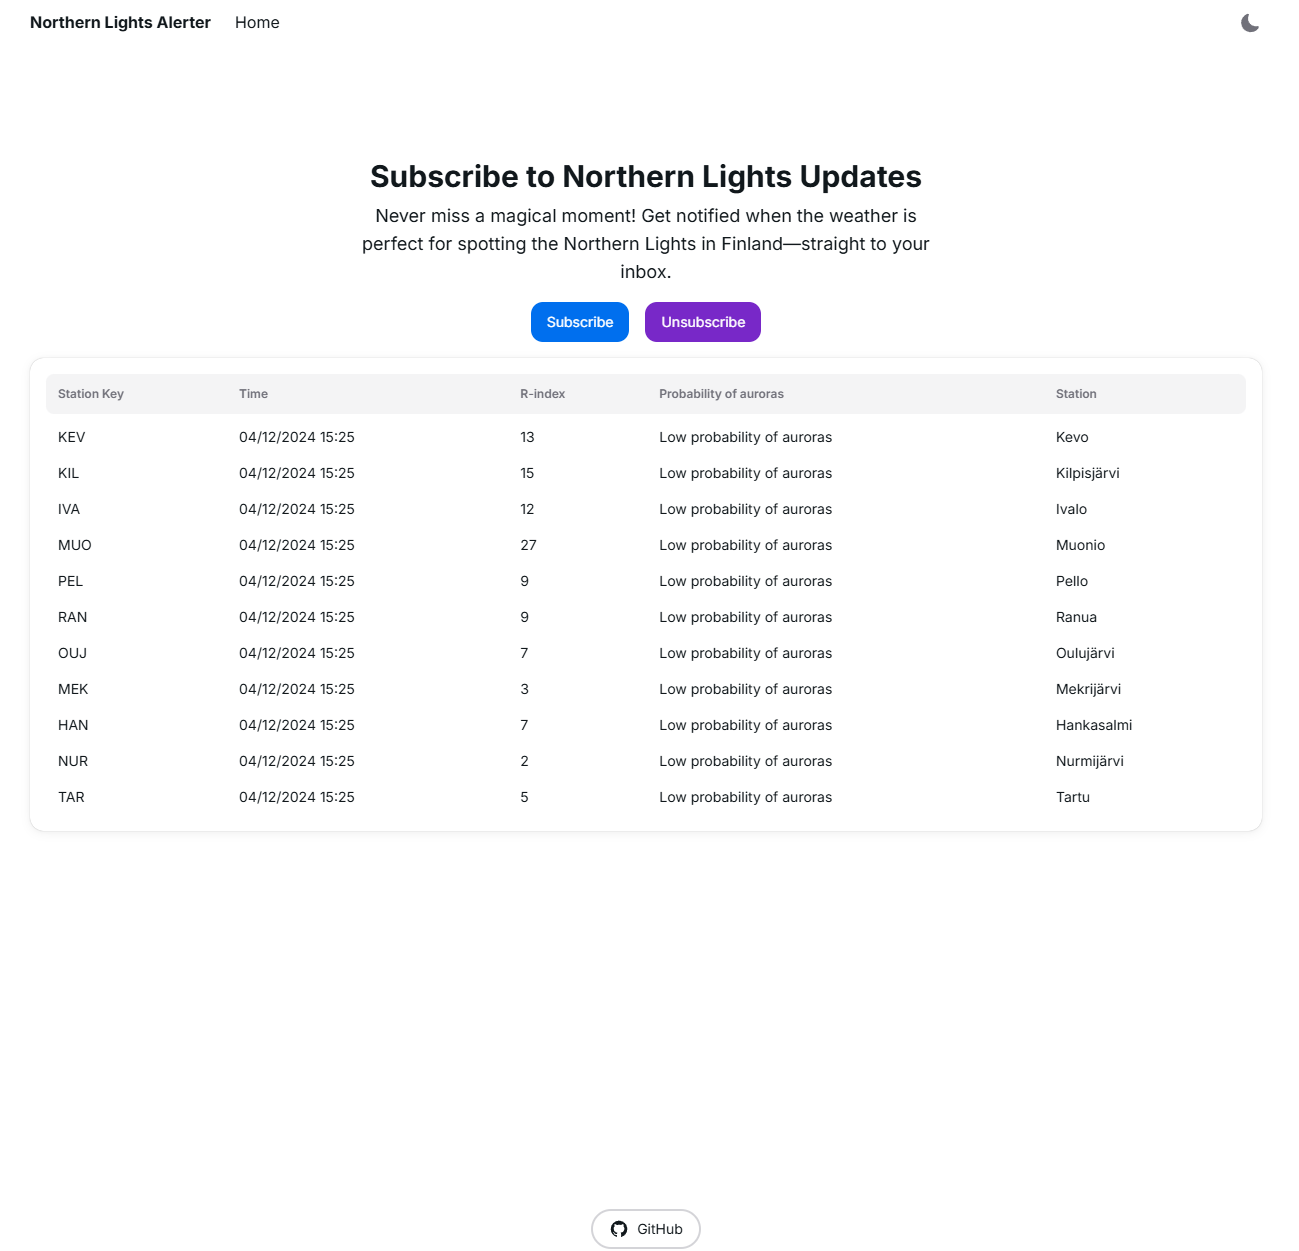 Northern Lights Alerter Home
Subscribe to Northern Lights Updates
Never miss a magical moment! Get notified when the weather is
perfect for spotting the Northern Lights in Finland—straight to your
inbox.
Subscribe Unsubscribe
Station Key Time R-index Probability of auroras Station
KEV 04/12/2024 15:25 13 Low probability of auroras Kevo
KIL 04/12/2024 15:25 15 Low probability of auroras Kilpisjärvi
IVA 04/12/2024 15:25 12 Low probability of auroras Ivalo
MUO 04/12/2024 15:25 27 Low probability of auroras Muonio
PEL 04/12/2024 15:25 9 Low probability of auroras Pello
RAN 04/12/2024 15:25 9 Low probability of auroras Ranua
OUJ 04/12/2024 15:25 7 Low probability of auroras Oulujärvi
MEK 04/12/2024 15:25 3 Low probability of auroras Mekrijärvi
HAN 04/12/2024 15:25 7 Low probability of auroras Hankasalmi
NUR 04/12/2024 15:25 2 Low probability of auroras Nurmijärvi
TAR 04/12/2024 15:25 5 Low probability of auroras Tartu
GitHub